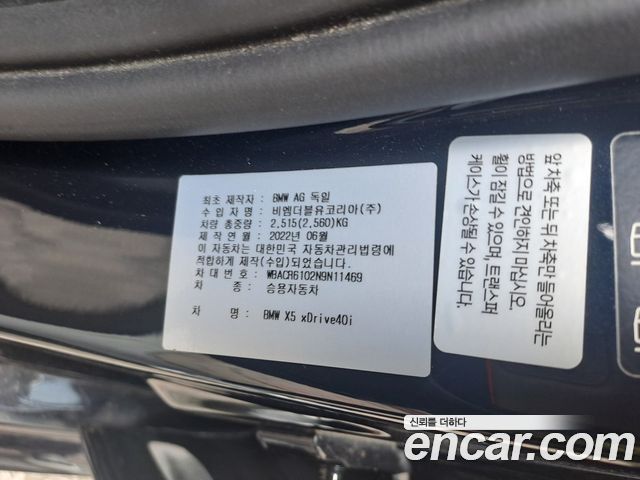 최초 제작자 : BMW AG 독일
수 입 자 명 : 비엠더블유코리아(주)
차량 총중량 : 2,515(2,560)KG
제 작 연 월 : 2022년 06월
이 자동차는 대한민국 자동차관리법령에
적합하게 제작(수입)되었습니다.
차 대 번 호 : WBACR6102N9N11469
차 종 : 승용자동차
차 명 : BMW X5 xDrive40i
앞 차축 또는 뒤 차축만 들어올리는
방법으로 견인하지 마십시오.
휠이 잠길 수 있으며, 트랜스퍼
케이스가 손상될 수 있습니다.
신뢰를 더하다
encar.com